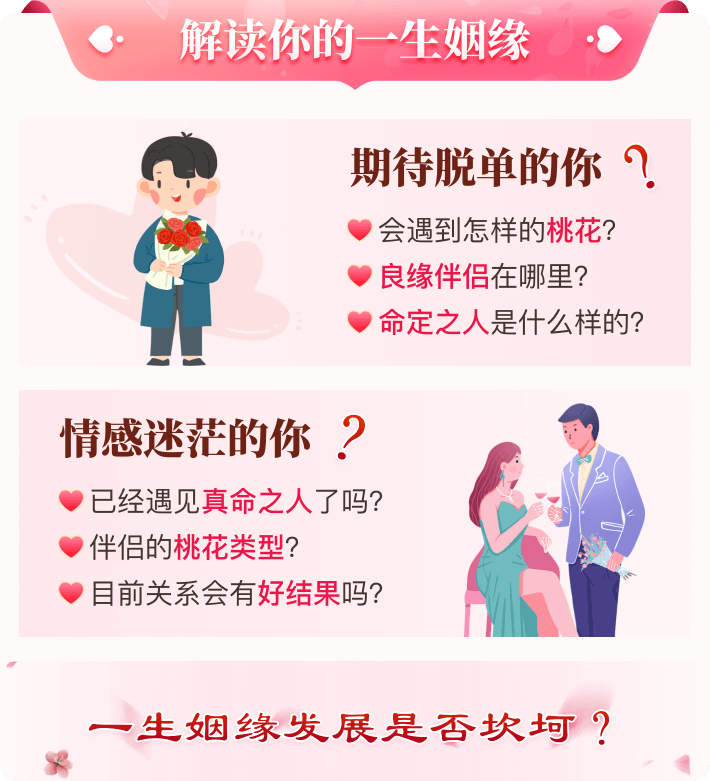 解读你的一生姻缘
期待脱单的你?
会遇到怎样的桃花?
良缘伴侣在哪里?
命定之人是什么样的?
情感迷茫的你?
已经遇见真命之人了吗?
伴侣的桃花类型?
目前关系会有好结果吗?
一生姻缘发展是否坎坷？